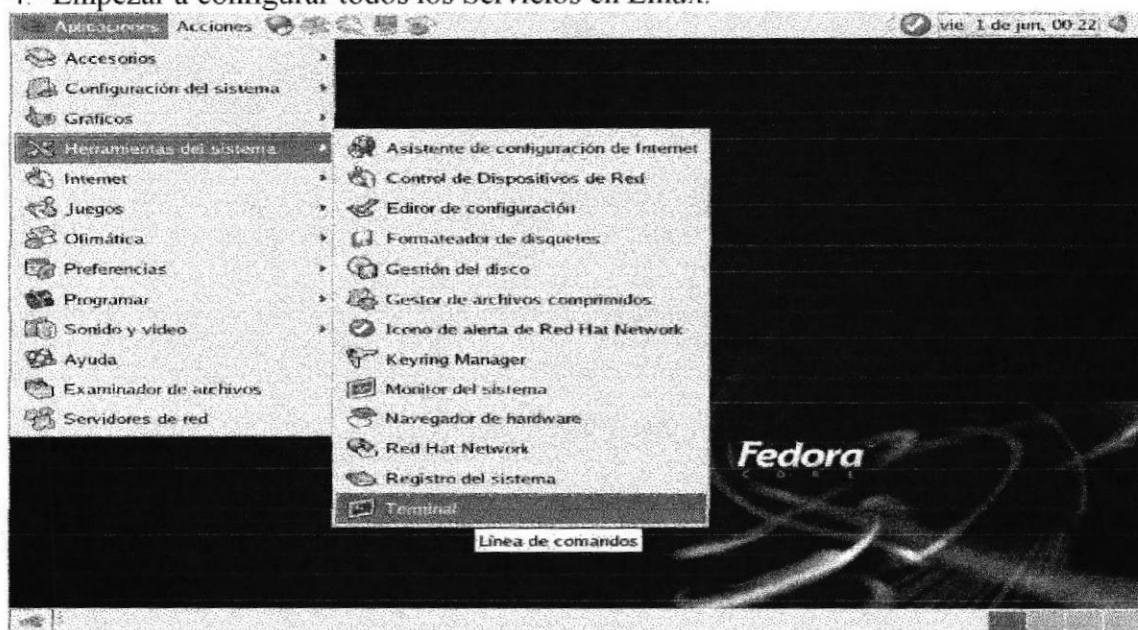 4. Empezar a configurar todos los Servicios en Linux.
Aplicaciones Acciones vie 1 de jun, 00:22
Accesorios
Configuración del sistema
Gráficos
Herramientas del sistema
Internet
Juegos
Ofimática
Preferencias
Programar
Sonido y vídeo
Ayuda
Examinador de archivos
Servidores de red
Asistente de configuración de Internet
Control de Dispositivos de Red
Editor de configuración
Formateador de disquetes
Gestión del disco
Gestor de archivos comprimidos
Icono de alerta de Red Hat Network
Keyring Manager
Monitor del sistema
Navegador de hardware
Red Hat Network
Registro del sistema
Terminal
Línea de comandos
Fedora
CORE